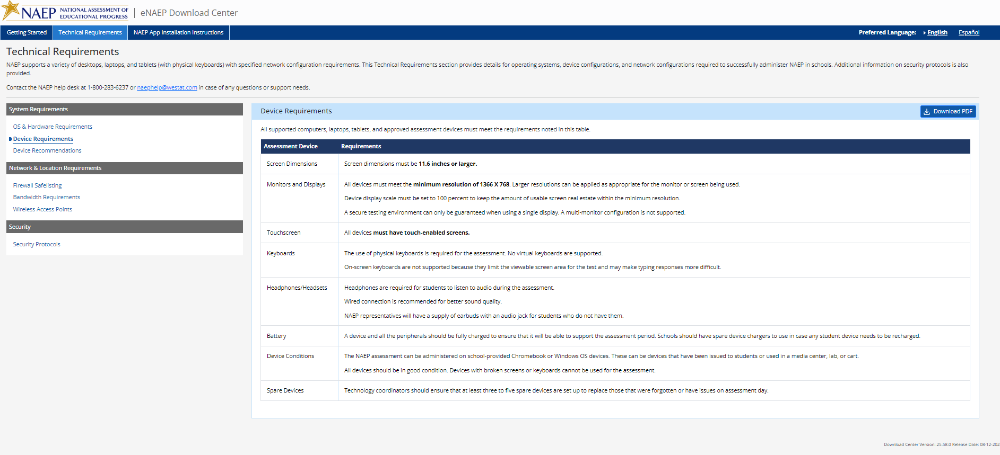 NAEP NATIONAL ASSESSMENT OF
EDUCATIONAL PROGRESS
eNAEP Download Center
Getting Started Technical Requirements NAEP App Installation Instructions Preferred Language: English Español
Technical Requirements
NAEP supports a variety of desktops, laptops, and tablets (with physical keyboards) with specified network configuration requirements. This Technical Requirements section provides details for operating systems, device configurations, and network configurations required to successfully administer NAEP in schools. Additional information on security protocols is also
provided.
Contact the NAEP help desk at 1-800-283-6237 or naephelp@westat.com in case of any questions or support needs.
System Requirements
OS & Hardware Requirements
Device Requirements
Device Recommendations
Network & Location Requirements
Firewall Safelisting
Bandwidth Requirements
Wireless Access Points
Security
Security Protocols
Device Requirements
Download PDF
All supported computers, laptops, tablets, and approved assessment devices must meet the requirements noted in this table.
Assessment Device Requirements
Screen Dimensions Screen dimensions must be 11.6 inches or larger.
Monitors and Displays All devices must meet the minimum resolution of 1366 X 768. Larger resolutions can be applied as appropriate for the monitor or screen being used.
Device display scale must be set to 100 percent to keep the amount of usable screen real estate within the minimum resolution.
A secure testing environment can only be guaranteed when using a single display. A multi-monitor configuration is not supported.
Touchscreen All devices must have touch-enabled screens.
Keyboards The use of physical keyboards is required for the assessment. No virtual keyboards are supported.
On-screen keyboards are not supported because they limit the viewable screen area for the test and may make typing responses more difficult.
Headphones/Headsets Headphones are required for students to listen to audio during the assessment.
Wired connection is recommended for better sound quality.
NAEP representatives will have a supply of earbuds with an audio jack for students who do not have them.
Battery A device and all the peripherals should be fully charged to ensure that it will be able to support the assessment period. Schools should have spare device chargers to use in case any student device needs to be recharged.
Device Conditions The NAEP assessment can be administered on school-provided Chromebook or Windows OS devices. These can be devices that have been issued to students or used in a media center, lab, or cart.
All devices should be in good condition. Devices with broken screens or keyboards cannot be used for the assessment.
Spare Devices Technology coordinators should ensure that at least three to five spare devices are set up to replace those that were forgotten or have issues on assessment day.
Download Center Version: 25.58.0 Release Date: 08-12-202